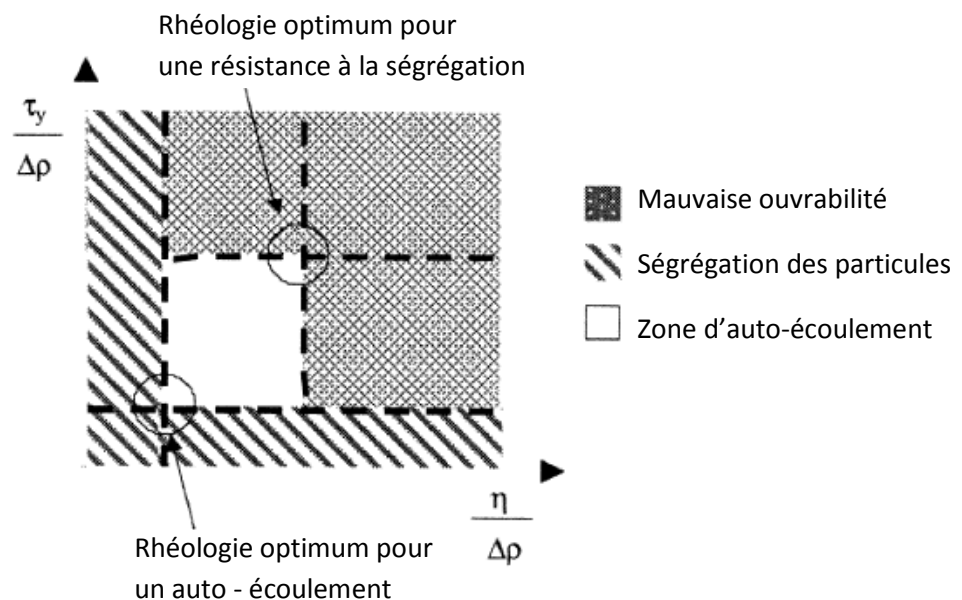 Rhéologie optimum pour
une résistance à la ségrégation
τy
Δρ
Mauvaise ouvrabilité
Ségrégation des particules
Zone d'auto-écoulement
η
Δρ
Rhéologie optimum pour
un auto - écoulement